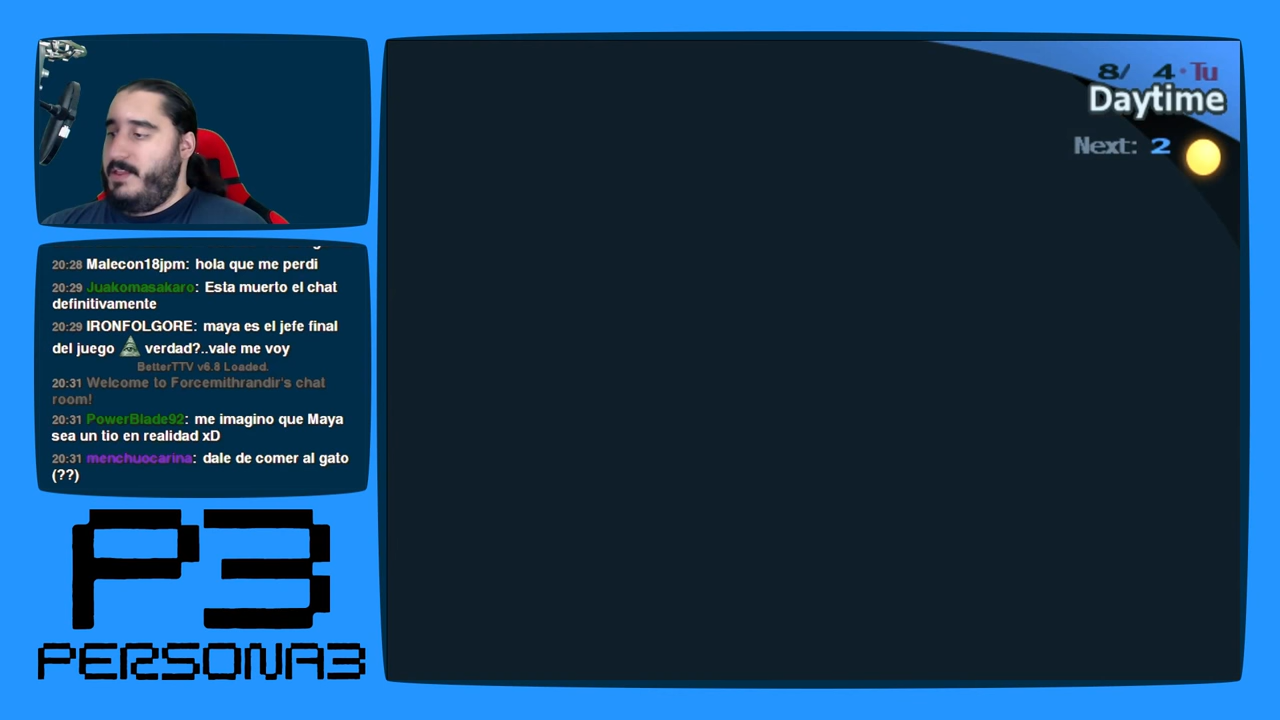 8/ 4・Tu
Daytime
Next: 2
20:28 Malecon18jpm: hola que me perdi
20:29 Juakomasakaro: Esta muerto el chat
definitivamente
20:29 IRONFOLGORE: maya es el jefe final
del juego verdad?..vale me voy
BetterTTV v6.8 Loaded.
20:31 Welcome to Forcemithrandir's chat
room!
20:31 PowerBlade92: me imagino que Maya
sea un tio en realidad xD
20:31 menchuocarina: dale de comer al gato
(??)
P3
PERSONA3